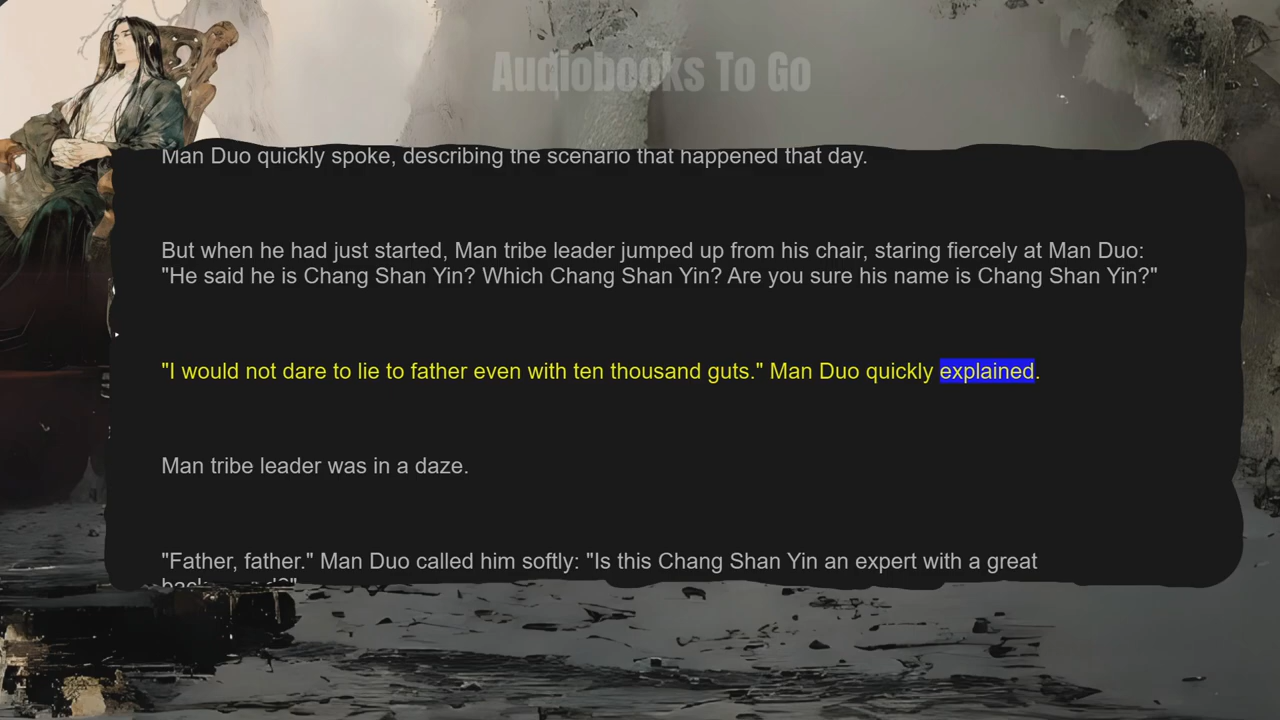 Audiobooks To Go
Man Duo quickly spoke, describing the scenario that happened that day.
But when he had just started, Man tribe leader jumped up from his chair, staring fiercely at Man Duo:
"He said he is Chang Shan Yin? Which Chang Shan Yin? Are you sure his name is Chang Shan Yin?"
"I would not dare to lie to father even with ten thousand guts." Man Duo quickly explained.
Man tribe leader was in a daze.
"Father, father." Man Duo called him softly: "Is this Chang Shan Yin an expert with a great